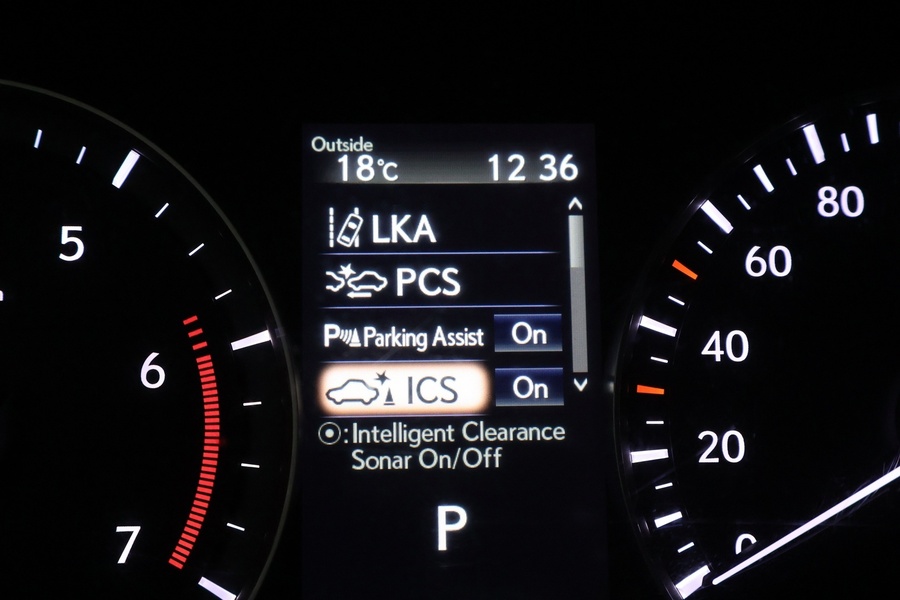 Outside
18°C 12 36
LKA
PCS
P Parking Assist On
ICS On
: Intelligent Clearance
Sonar On/Off
P
5
6
7
80
60
40
20
0